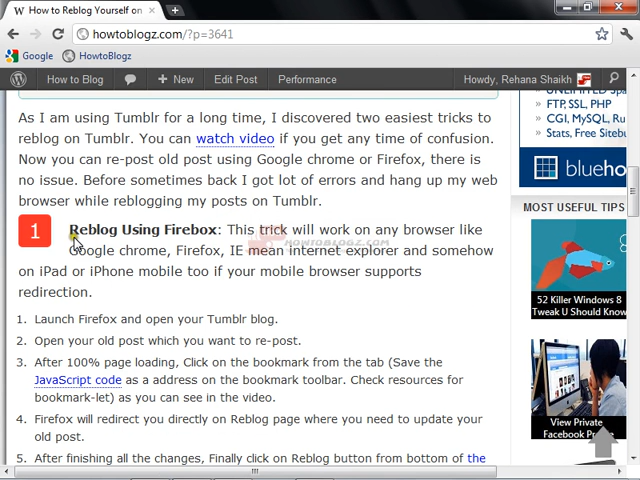 How to Reblog Yourself on
howtoblogz.com/?p=3641
Google HowtoBlogz
How to Blog New Edit Post Performance Howdy, Rehana Shaikh
As I am using Tumblr for a long time, I discovered two easiest tricks to
reblog on Tumblr. You can watch video if you get any time of confusion.
Now you can re-post old post using Google chrome or Firefox, there is
no issue. Before sometimes back I got lot of errors and hang up my web
browser while reblogging my posts on Tumblr.
1 Reblog Using Firebox: This trick will work on any browser like
Google chrome, Firefox, IE mean internet explorer and somehow
on iPad or iPhone mobile too if your mobile browser supports
redirection.
HOWTOBLOGZ.COM
1. Launch Firefox and open your Tumblr blog.
2. Open your old post which you want to re-post.
3. After 100% page loading, Click on the bookmark from the tab (Save the
JavaScript code as a address on the bookmark toolbar. Check resources for
bookmark-let) as you can see in the video.
4. Firefox will redirect you directly on Reblog page where you need to update your
old post.
5. After finishing all the changes, Finally click on Reblog button from bottom of the
» UNLIMITED
» FTP, SSL, PHP
» CGI, MySQL, Ru
» Stats, Free Sitebu
blueho
MOST USEFUL TIPS
52 Killer Windows 8
Tweak U Should Know
View Private
Facebook